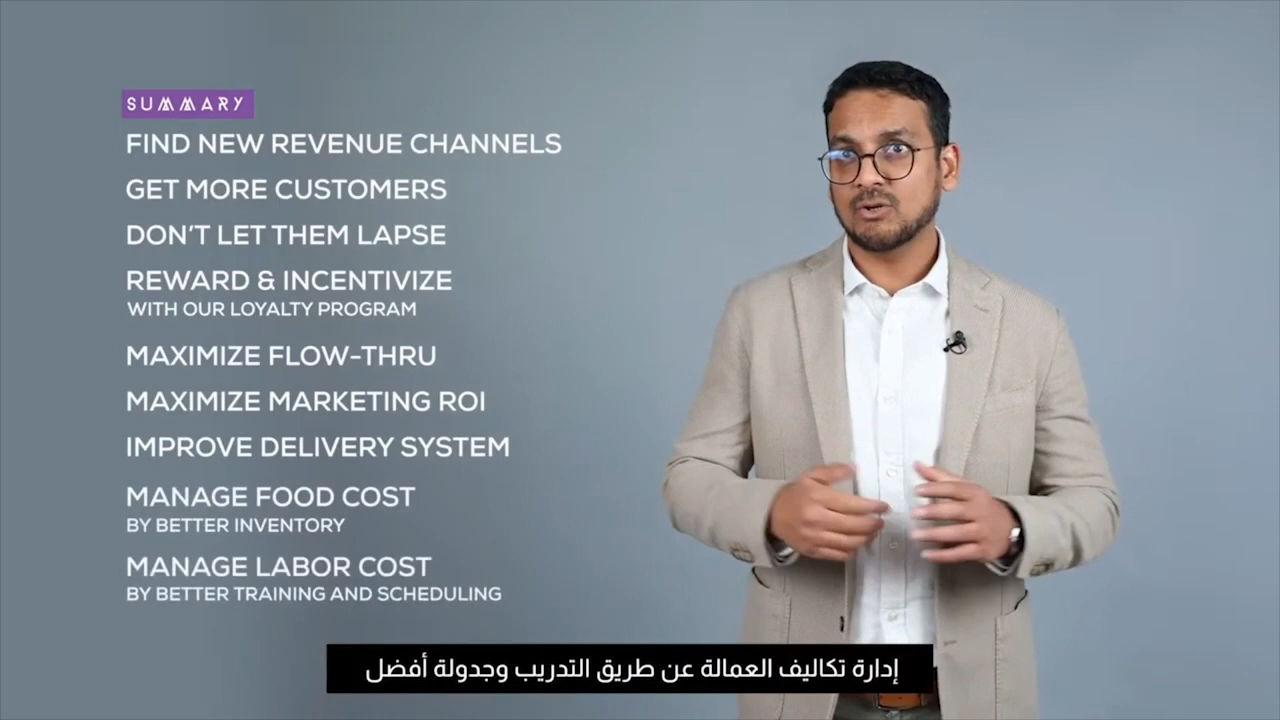 SUMMARY
FIND NEW REVENUE CHANNELS
GET MORE CUSTOMERS
DON'T LET THEM LAPSE
REWARD & INCENTIVIZE
WITH OUR LOYALTY PROGRAM
MAXIMIZE FLOW-THRU
MAXIMIZE MARKETING ROI
IMPROVE DELIVERY SYSTEM
MANAGE FOOD COST
BY BETTER INVENTORY
MANAGE LABOR COST
BY BETTER TRAINING AND SCHEDULING
إدارة تكاليف العمالة عن طريق التدريب وجدولة أفضل